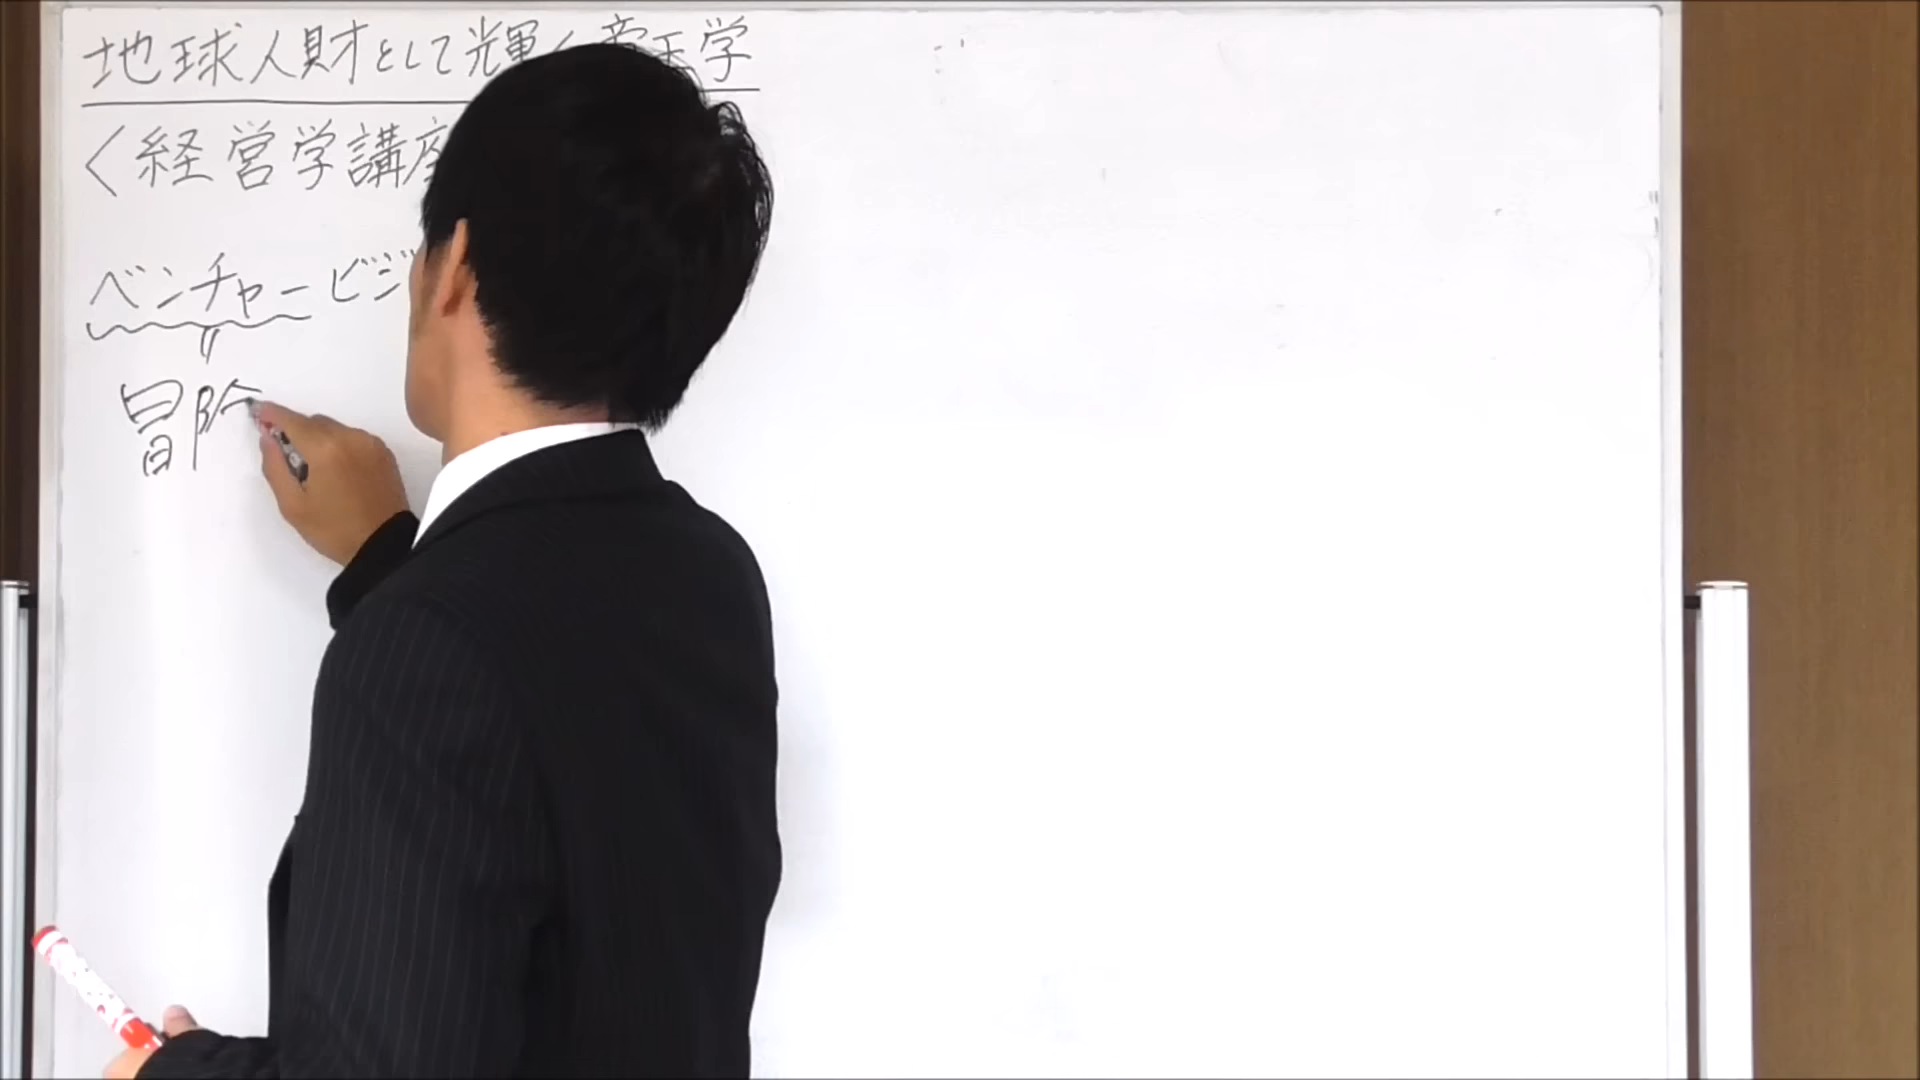 地球人財として輝く帝王学
<経営学講座
ベンチャービジ
冒険